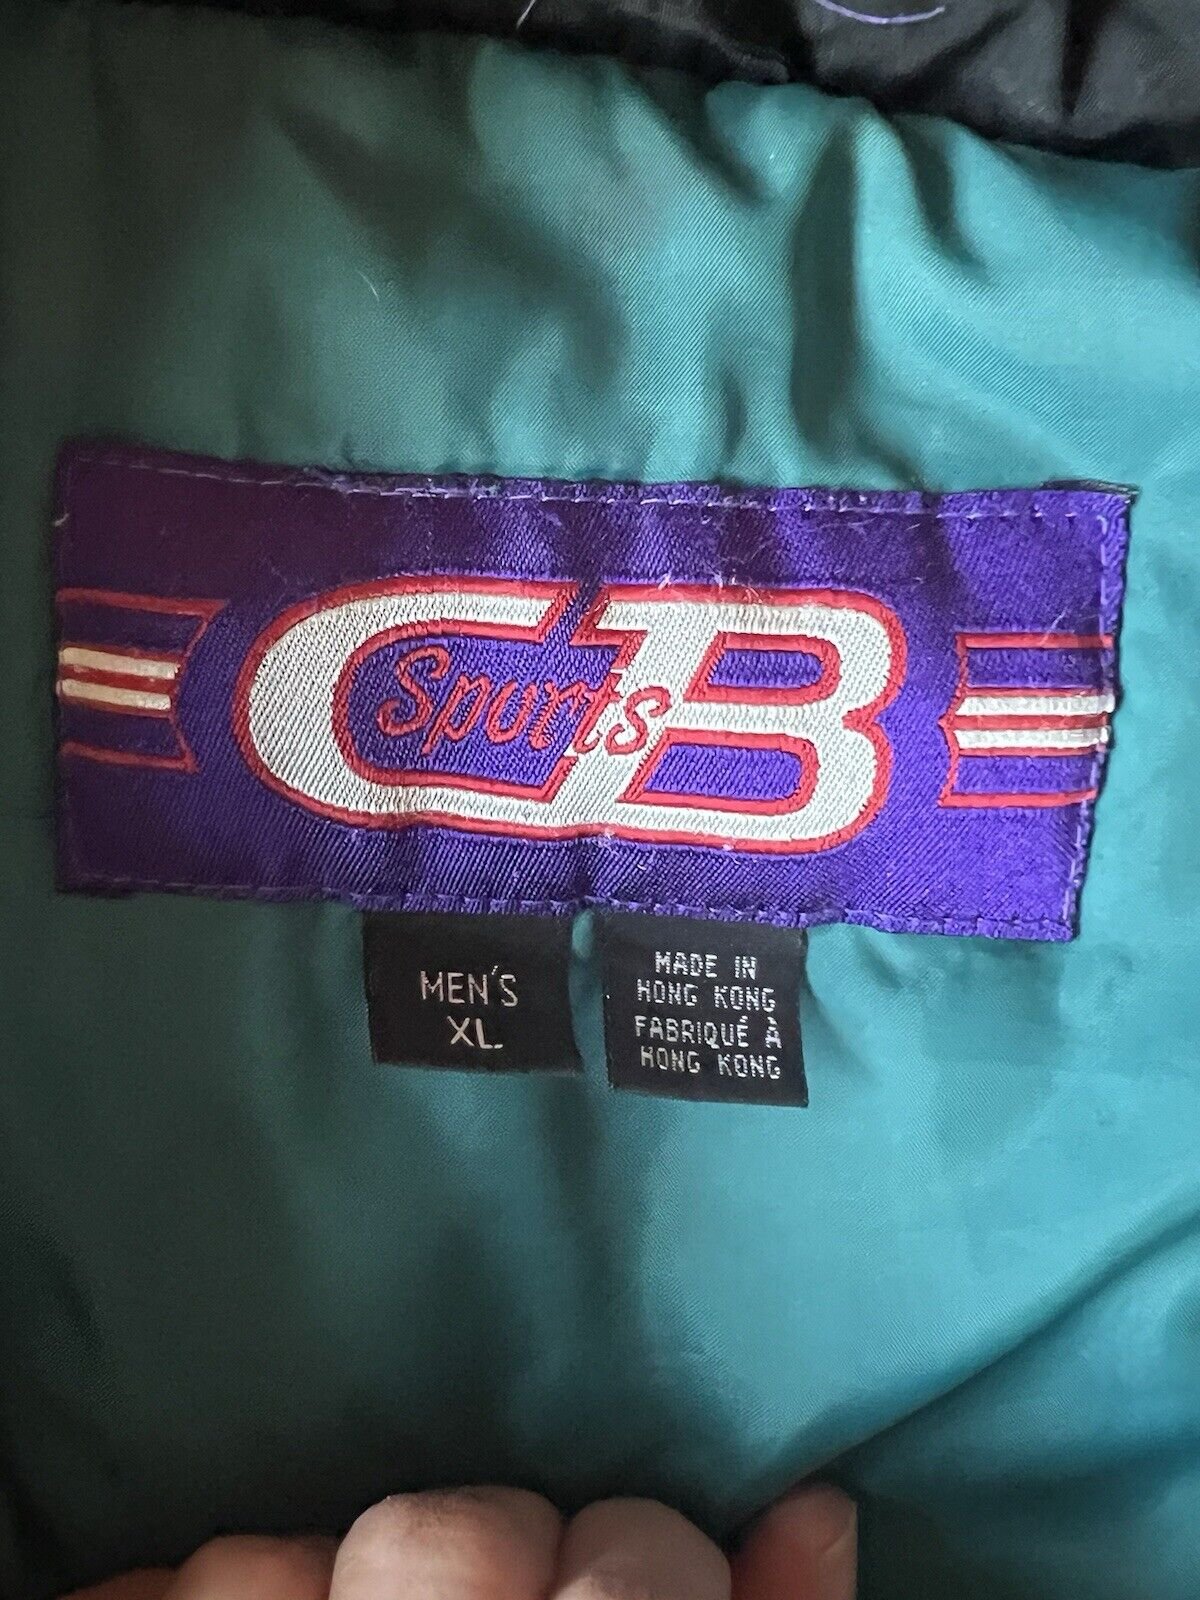 CB
Sports
MEN'S
XL.
MADE IN
HONG KONG
FABRIQUÉ À
HONG KONG